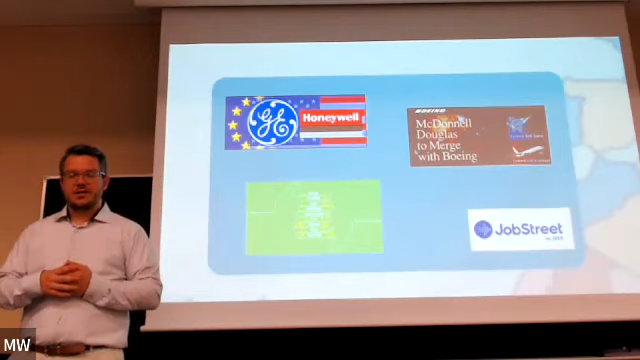 GE
Honeywell
BOEING
McDonnell
Douglas
to Merge
with Boeing
JobStreet
MW